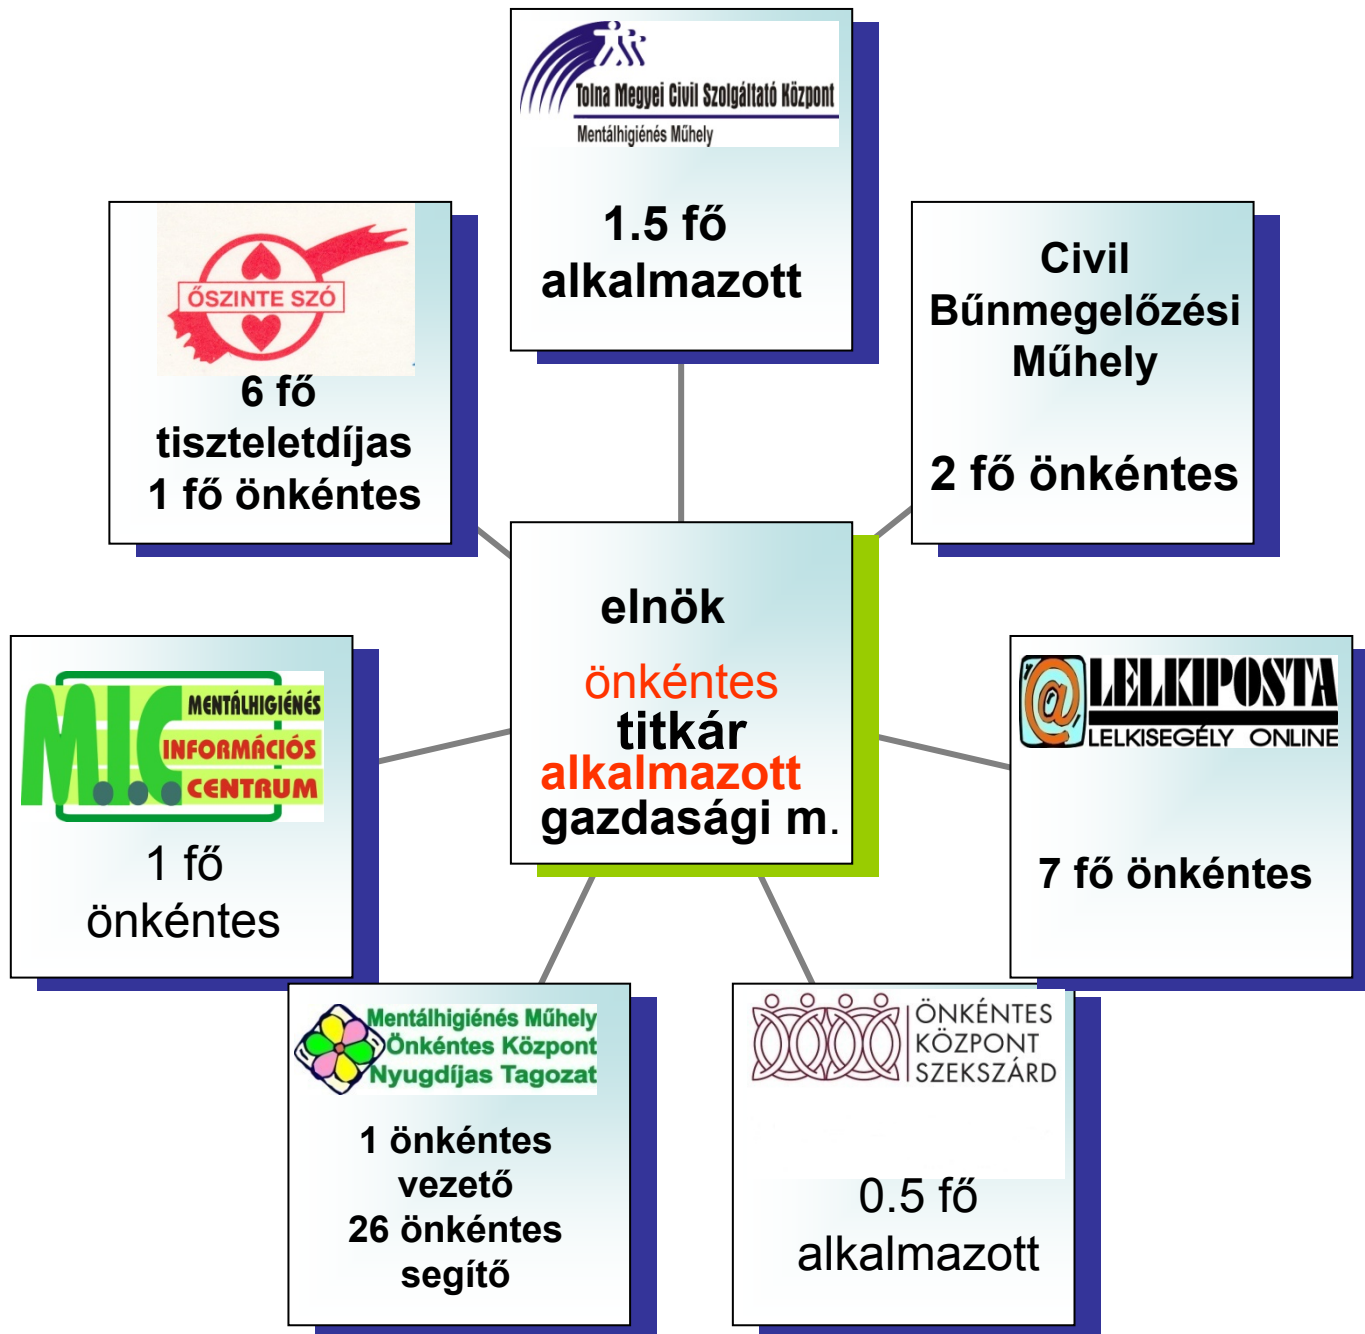 Tolna Megyei Civil Szolgáltató Központ
Mentálhigiénés Műhely
1.5 fő
alkalmazott
ŐSZINTE SZÓ
6 fő
tiszteletdíjas
1 fő önkéntes
Civil
Bűnmegelőzési
Műhely
2 fő önkéntes
elnök
önkéntes
titkár
alkalmazott
gazdasági m.
M.I.C
MENTÁLHIGIÉNÉS
INFORMÁCIÓS
CENTRUM
1 fő
önkéntes
@ LELKIPOSTA
LELKISEGÉLY ONLINE
7 fő önkéntes
Mentálhigiénés Műhely
Önkéntes Központ
Nyugdíjas Tagozat
1 önkéntes
vezető
26 önkéntes
segítő
ÖNKÉNTES
KÖZPONT
SZEKSZÁRD
0.5 fő
alkalmazott